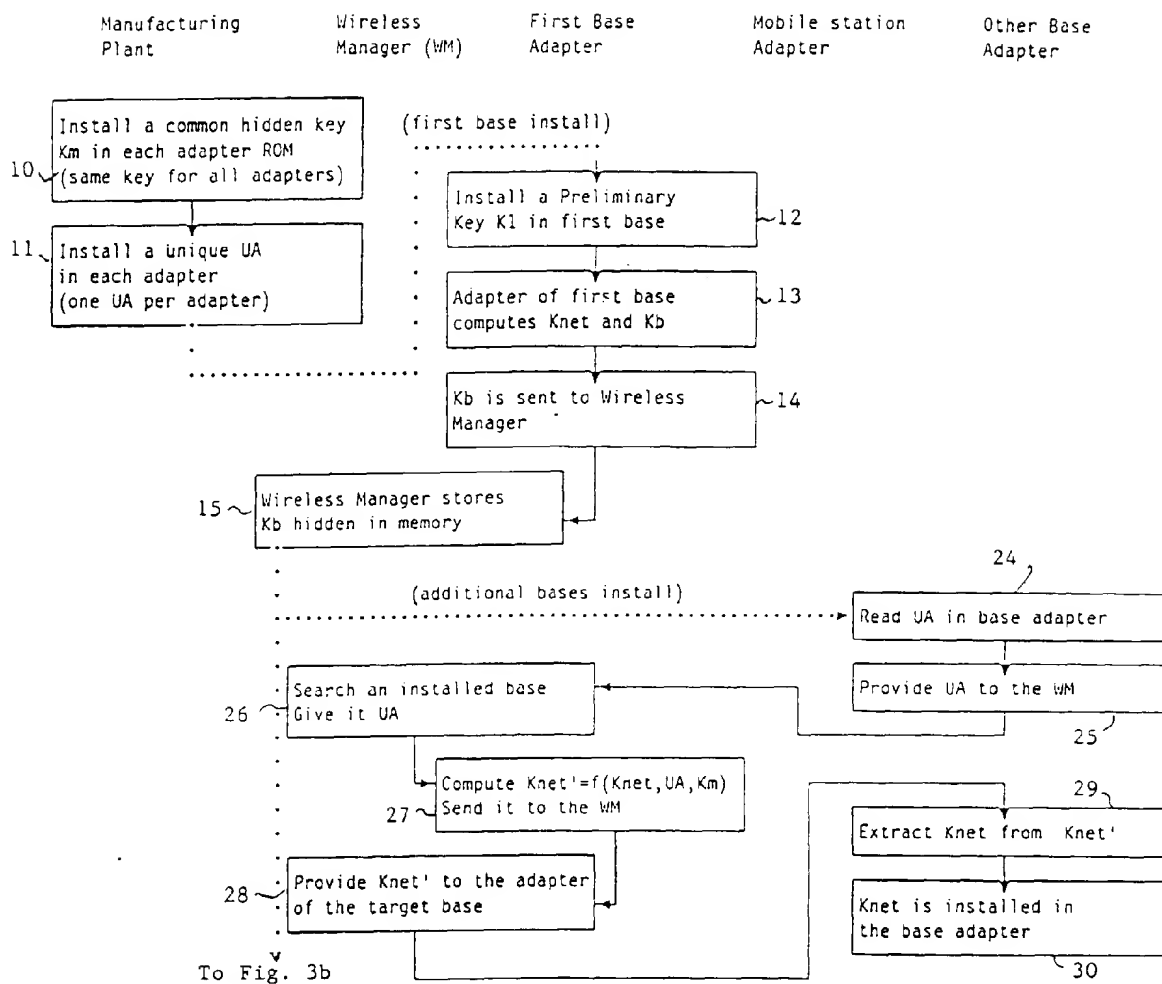 Manufacturing Plant
Wireless Manager (WM)
First Base Adapter
Mobile station Adapter
Other Base Adapter
Install a common hidden key
Km in each adapter ROM
(same key for all adapters)
10
(first base install)
Install a Preliminary
Key K1 in first base
12
11
Install a unique UA
in each adapter
(one UA per adapter)
Adapter of first base
computes Knet and Kb
13
Kb is sent to Wireless
Manager
14
15
Wireless Manager stores
Kb hidden in memory
(additional bases install)
24
Read UA in base adapter
Provide UA to the WM
25
Search an installed base
Give it UA
26
Compute Knet'=f(Knet,UA,Km)
Send it to the WM
27
29
Extract Knet from Knet'
28
Provide Knet' to the adapter
of the target base
Knet is installed in
the base adapter
30
To Fig. 3b